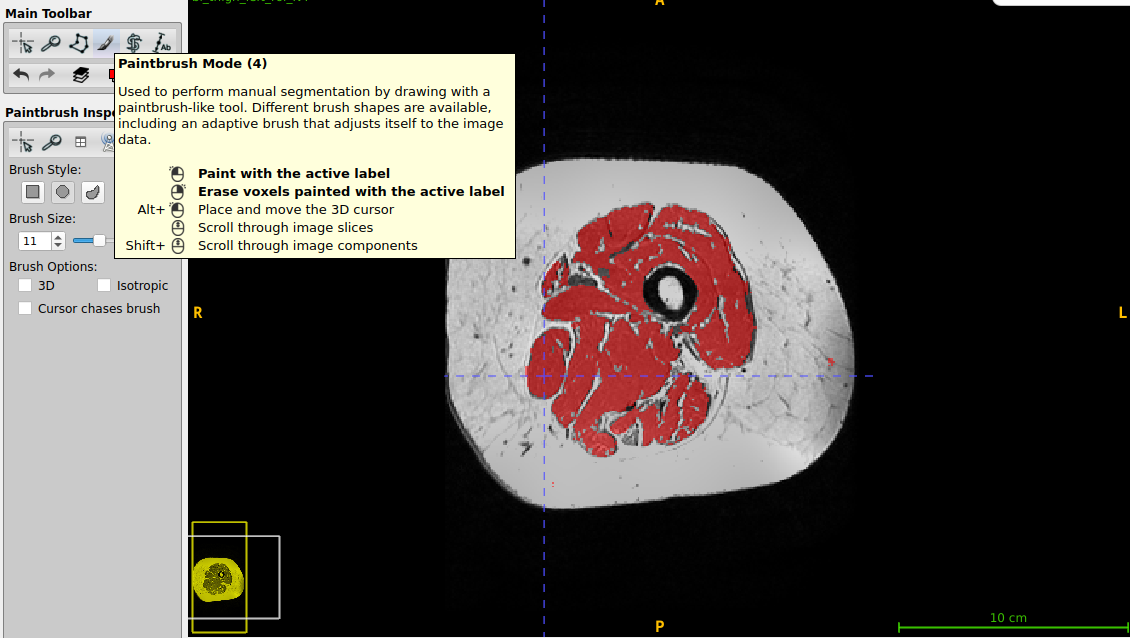 Main Toolbar
Ab
Paintbrush Mode (4)
Used to perform manual segmentation by drawing with a
paintbrush-like tool. Different brush shapes are available,
including an adaptive brush that adjusts itself to the image
data.
Paint with the active label
Erase voxels painted with the active label
Alt+ Place and move the 3D cursor
Scroll through image slices
Shift+ Scroll through image components
Paintbrush Inspe
Brush Style:
Brush Size:
11
Brush Options:
3D Isotropic
Cursor chases brush
A
R
L
P
10 cm